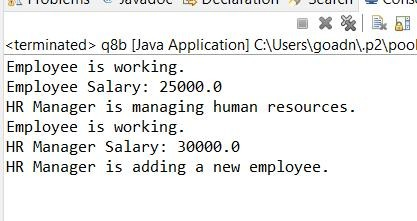 Problems Javadoc Declaration Search Cons
<terminated> q8b [Java Application] C:\Users\goadn\.p2\pool
Employee is working.
Employee Salary: 25000.0
HR Manager is managing human resources.
Employee is working.
HR Manager Salary: 30000.0
HR Manager is adding a new employee.